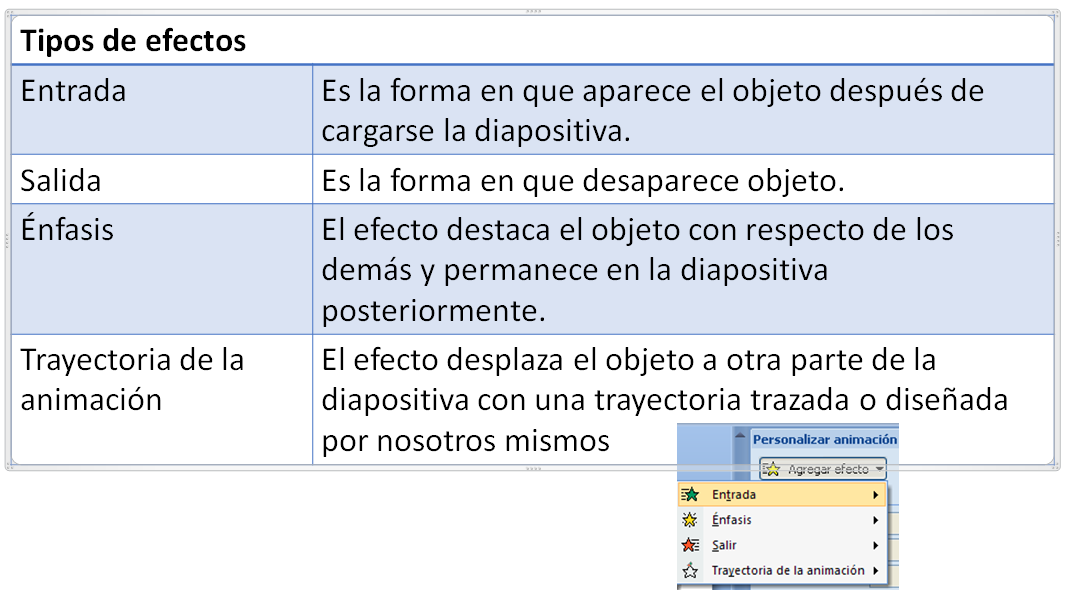 Tipos de efectos
Entrada
Es la forma en que aparece el objeto después de
cargarse la diapositiva.
Salida
Es la forma en que desaparece objeto.
Énfasis
El efecto destaca el objeto con respecto de los
demás y permanece en la diapositiva
posteriormente.
Trayectoria de la
animación
El efecto desplaza el objeto a otra parte de la
diapositiva con una trayectoria trazada o diseñada
por nosotros mismos
Personalizar animación
Agregar efecto
Entrada
Énfasis
Salir
Trayectoria de la animación